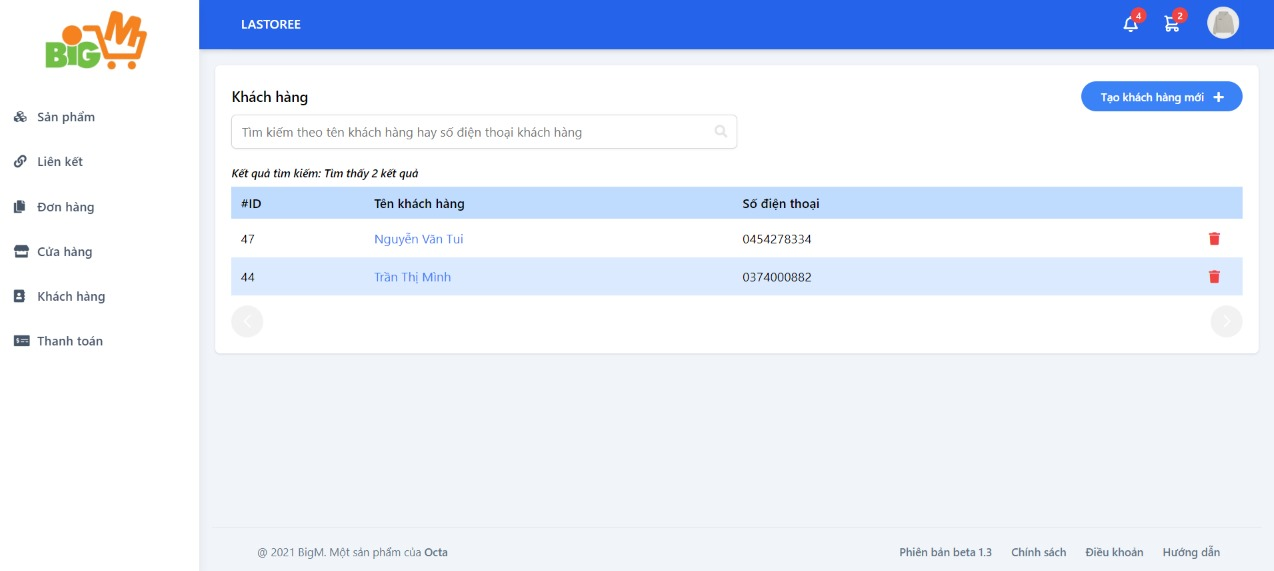 BIGM
LASTOREE
4
2
Sản phẩm
Liên kết
Đơn hàng
Cửa hàng
Khách hàng
Thanh toán
Khách hàng
Tạo khách hàng mới
Tìm kiếm theo tên khách hàng hay số điện thoại khách hàng
Kết quả tìm kiếm: Tìm thấy 2 kết quả
#ID Tên khách hàng Số điện thoại
47 Nguyễn Văn Tui 0454278334
44 Trần Thị Mình 0374000882
@ 2021 BigM. Một sản phẩm của Octa
Phiên bản beta 1.3 Chính sách Điều khoản Hướng dẫn